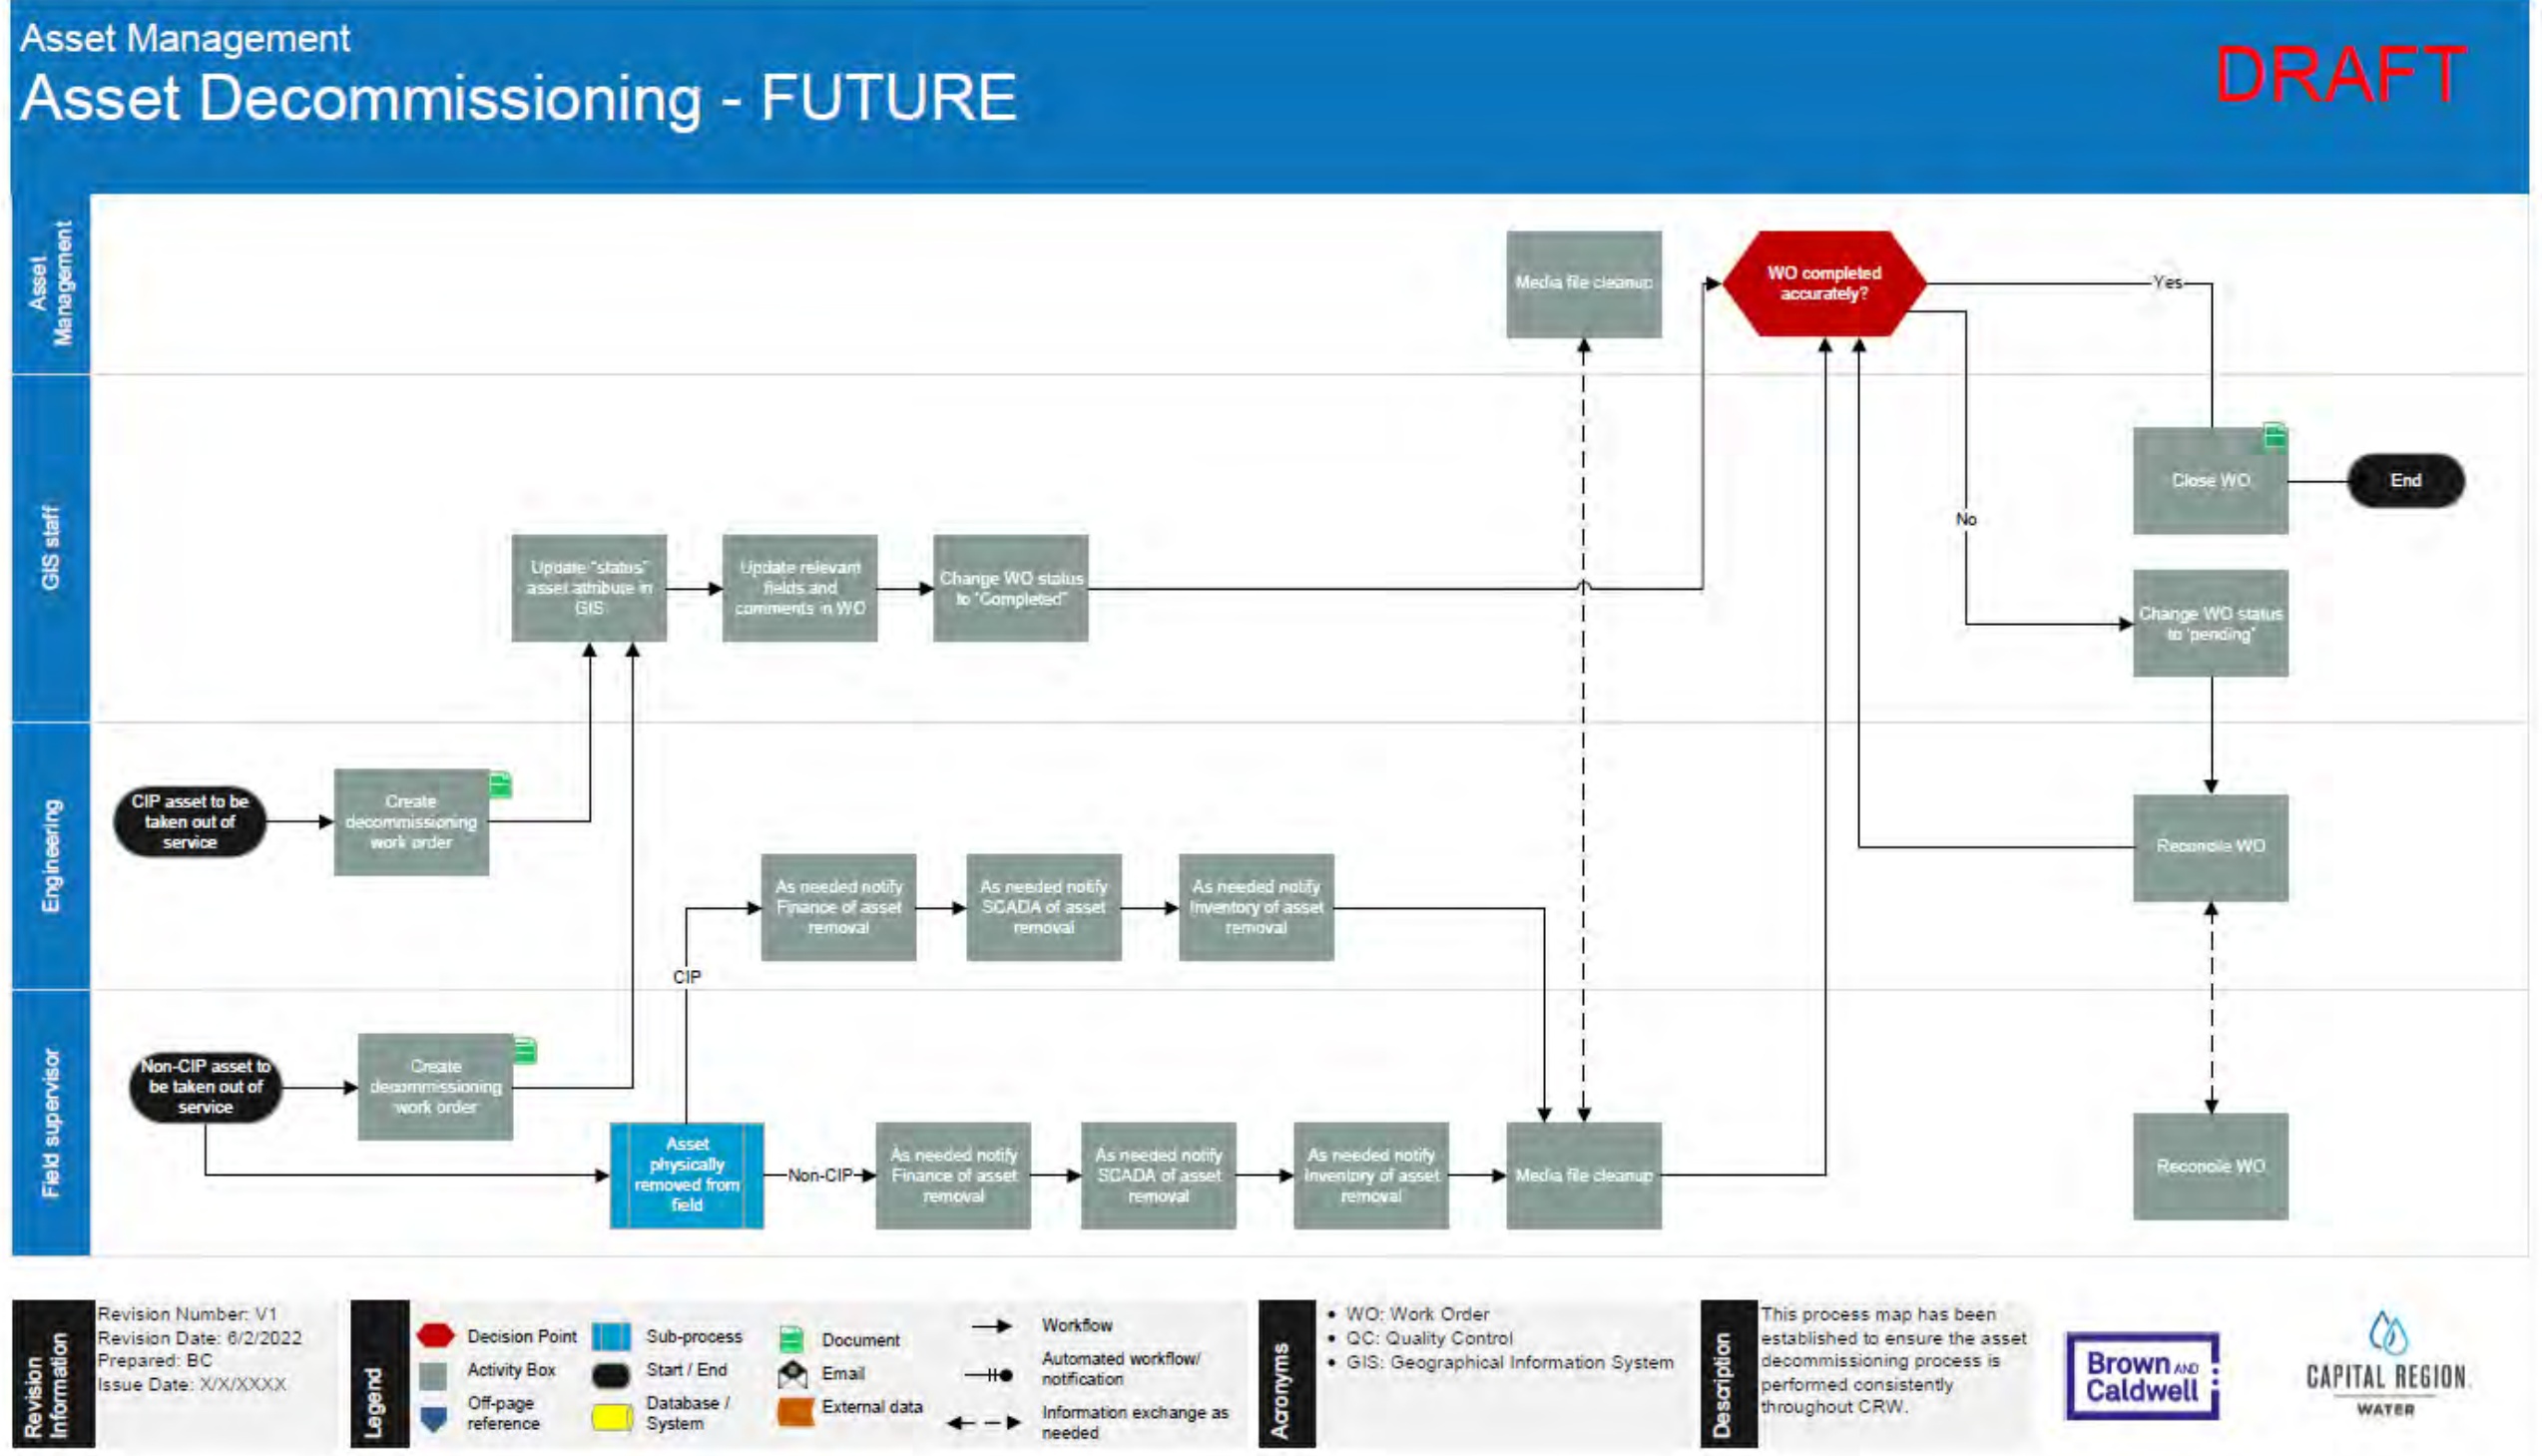 Asset Management
Asset Decommissioning - FUTURE
DRAFT
Asset
Management
Media file cleanup
WO completed
accurately?
Yes
GIS staff
Update "status"
asset attribute in
GIS
Update relevant
fields and
comments in WO
Change WO status
to "Completed"
No
Close WO
End
Change WO status
to 'pending"
Engineering
CIP asset to be
taken out of
service
Create
decommissioning
work order
As needed notify
Finance of asset
removal
As needed notify
SCADA of asset
removal
As needed notify
Inventory of asset
removal
Reconcile WO
CIP
Field supervisor
Non-CIP asset to
be taken out of
service
Create
decommissioning
work order
Asset
physically
removed from
field
Non-CIP
As needed notify
Finance of asset
removal
As needed notify
SCADA of asset
removal
As needed notify
Inventory of asset
removal
Media file cleanup
Reconcile WO
Revision
Information
Revision Number: V1
Revision Date: 6/2/2022
Prepared: BC
Issue Date: X/X/XXXX
Legend
Decision Point
Activity Box
Off-page
reference
Sub-process
Start / End
Database /
System
Document
Email
External data
Workflow
Automated workflow/
notification
Information exchange as
needed
Acronyms
• WO: Work Order
• QC: Quality Control
• GIS: Geographical Information System
Description
This process map has been
established to ensure the asset
decommissioning process is
performed consistently
throughout CRW.
Brown AND
Caldwell
CAPITAL REGION
WATER